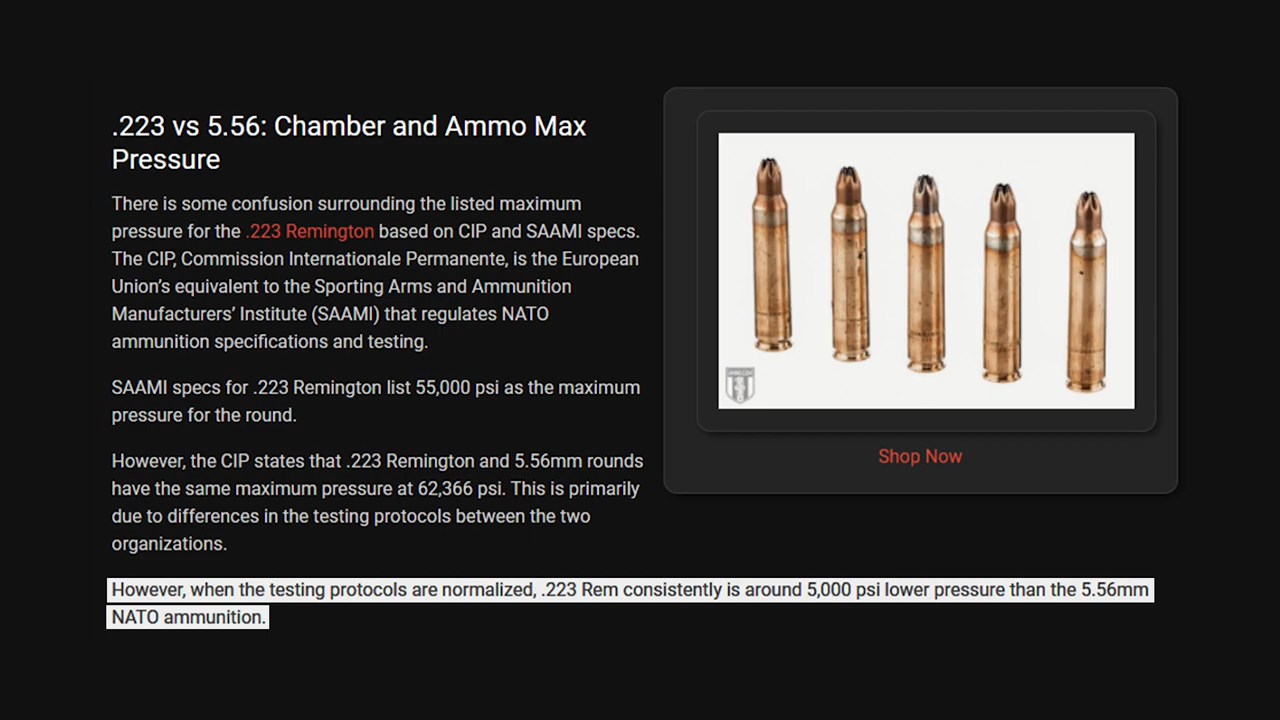 .223 vs 5.56: Chamber and Ammo Max
Pressure
There is some confusion surrounding the listed maximum
pressure for the .223 Remington based on CIP and SAAMI specs.
The CIP, Commission Internationale Permanente, is the European
Union’s equivalent to the Sporting Arms and Ammunition
Manufacturers’ Institute (SAAMI) that regulates NATO
ammunition specifications and testing.
SAAMI specs for .223 Remington list 55,000 psi as the maximum
pressure for the round.
However, the CIP states that .223 Remington and 5.56mm rounds
have the same maximum pressure at 62,366 psi. This is primarily
due to differences in the testing protocols between the two
organizations.
However, when the testing protocols are normalized, .223 Rem consistently is around 5,000 psi lower pressure than the 5.56mm
NATO ammunition.
Shop Now